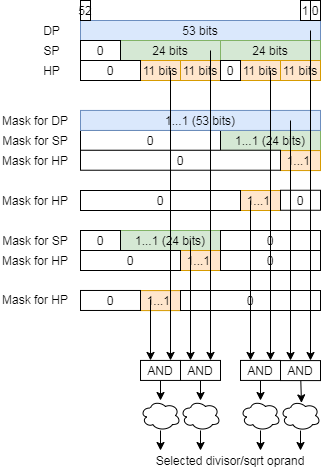 52 1 0
DP 53 bits
SP 0 24 bits 24 bits
HP 0 11 bits 11 bits 0 11 bits 11 bits
Mask for DP 1...1 (53 bits)
Mask for SP 0 1...1 (24 bits)
Mask for HP 0 1...1
Mask for HP 0 1...1 0
Mask for SP 0 1...1 (24 bits) 0
Mask for HP 0 1...1 0
Mask for HP 0 1...1 0
AND AND AND AND
Selected divisor/sqrt oprand